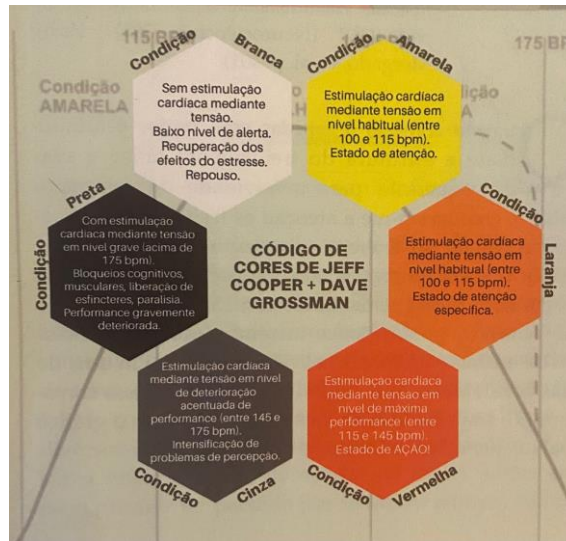 115 BPM
175 B
Condição
AMARELA
Condição Branca
Sem estimulação
cardíaca mediante
tensão.
Baixo nível de alerta.
Recuperação dos
efeitos do estresse.
Repouso.
Condição Amarela
Estimulação cardíaca
mediante tensão em
nível habitual (entre
100 e 115 bpm).
Estado de atenção.
Condição Preta
Com estimulação
cardíaca mediante
tensão em nível grave (acima
de 175 bpm).
Bloqueios cognitivos,
musculares, liberação de
esfíncteres, paralisia.
Performance gravemente
deteriorada.
CÓDIGO DE
CORES DE JEFF
COOPER + DAVE
GROSSMAN
Condição Laranja
Estimulação cardíaca
mediante tensão em
nível habitual (entre
100 e 115 bpm).
Estado de atenção
específica.
Estimulação cardíaca
mediante tensão em nível
de deterioração
acentuada de
performance (entre 145 e
175 bpm).
Intensificação de
problemas de percepção.
Condição Cinza
Estimulação cardíaca
mediante tensão em
nível de máxima
performance (entre
115 e 145 bpm).
Estado de AÇÃO!
Condição Vermelha